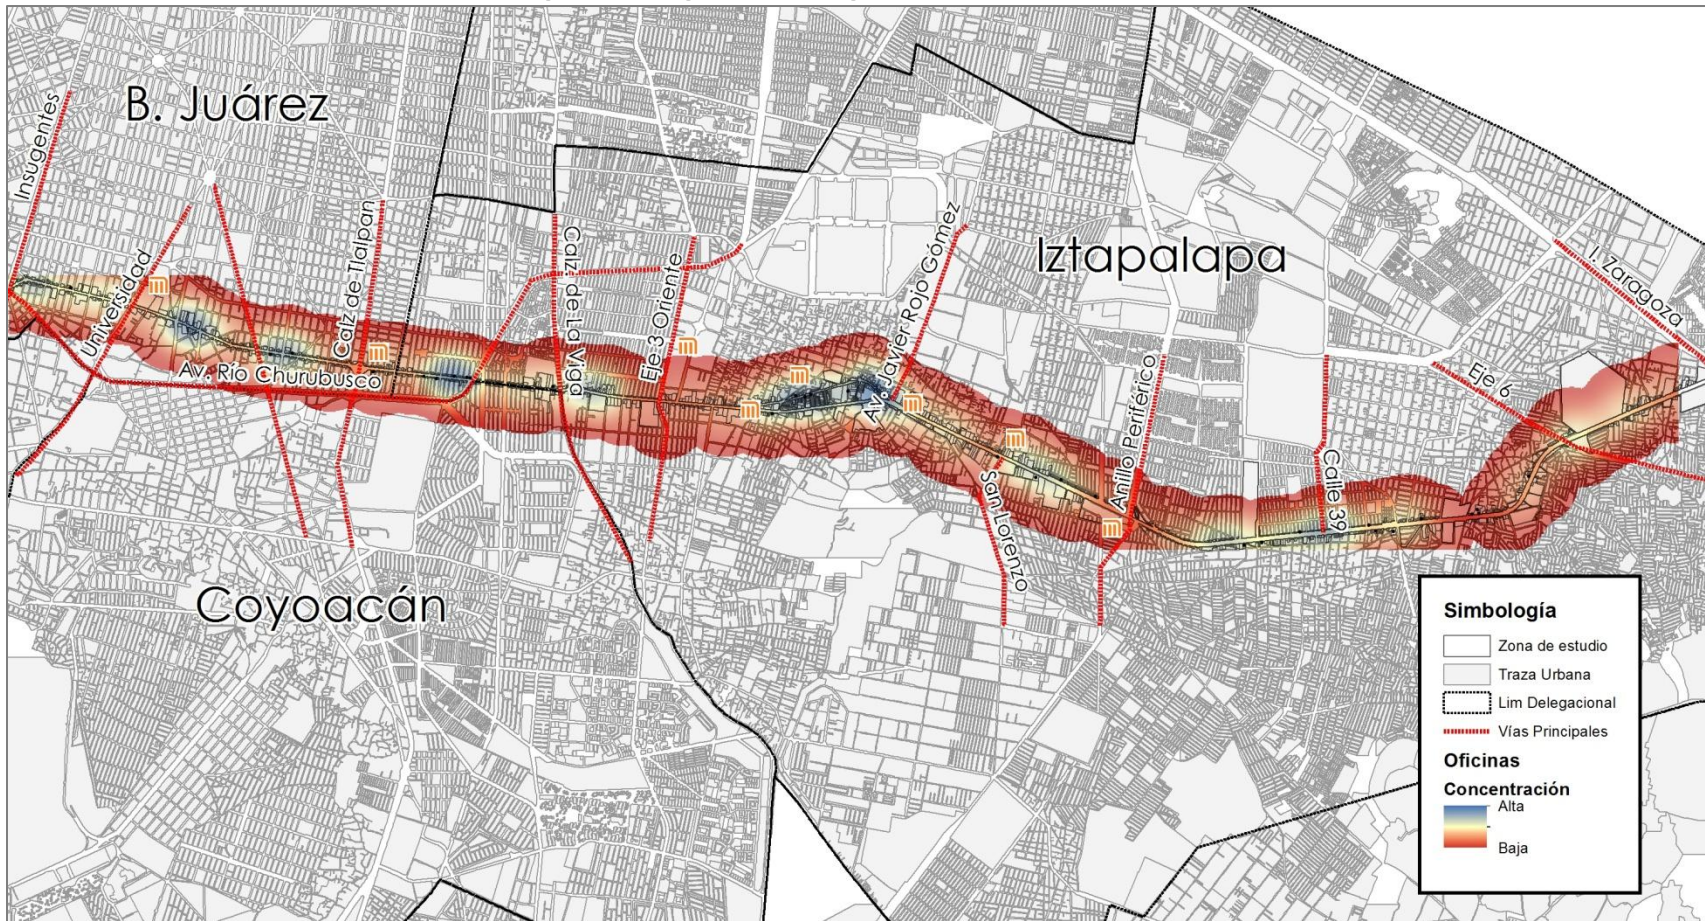 B. Juárez
Insugentes
Universidad
Calz de Tlalpan
Av. Río Churubusco
Calz. de La Viga
Eje 3 Oriente
Av. Javier Rojo Gómez
Iztapalapa
I. Zaragoza
Eje 6
Anillo Periférico
Calle 39
San Lorenzo
Coyoacán
Simbología
Zona de estudio
Traza Urbana
Lim Delegacional
Vías Principales
Oficinas
Concentración
Alta
Baja